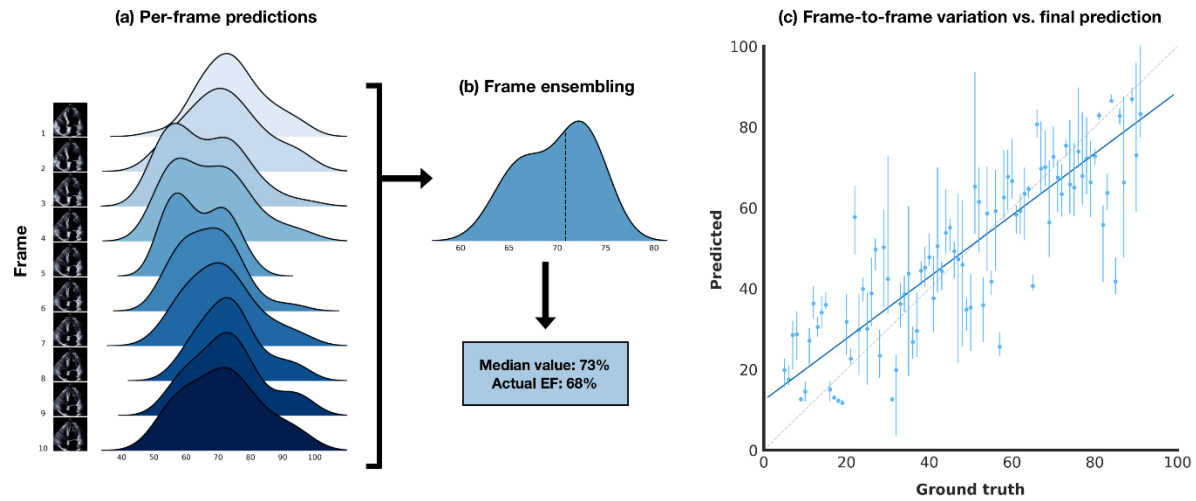 (a) Per-frame predictions
Frame
1
2
3
4
5
6
7
8
9
10
40 50 60 70 80 90 100
(b) Frame ensembling
60 65 70 75 80
Median value: 73%
Actual EF: 68%
(c) Frame-to-frame variation vs. final prediction
Predicted
100
80
60
40
20
0
0 20 40 60 80 100
Ground truth